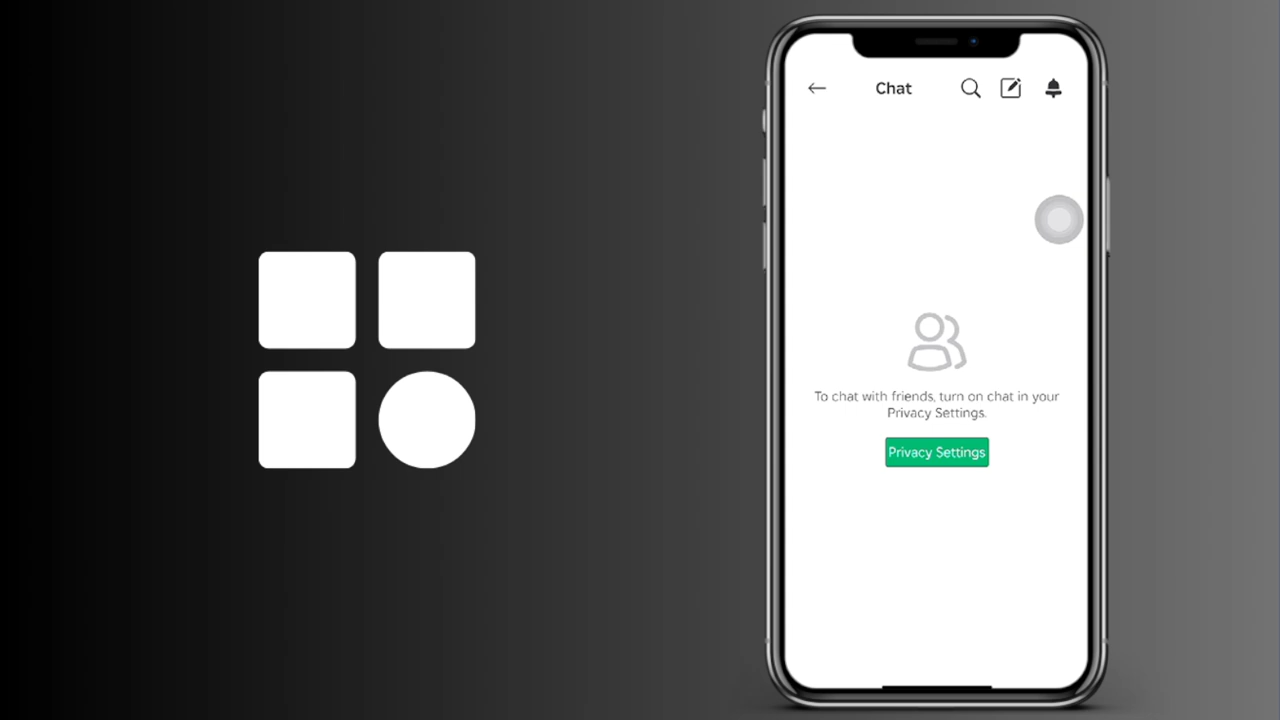 Chat
To chat with friends, turn on chat in your
Privacy Settings.
Privacy Settings